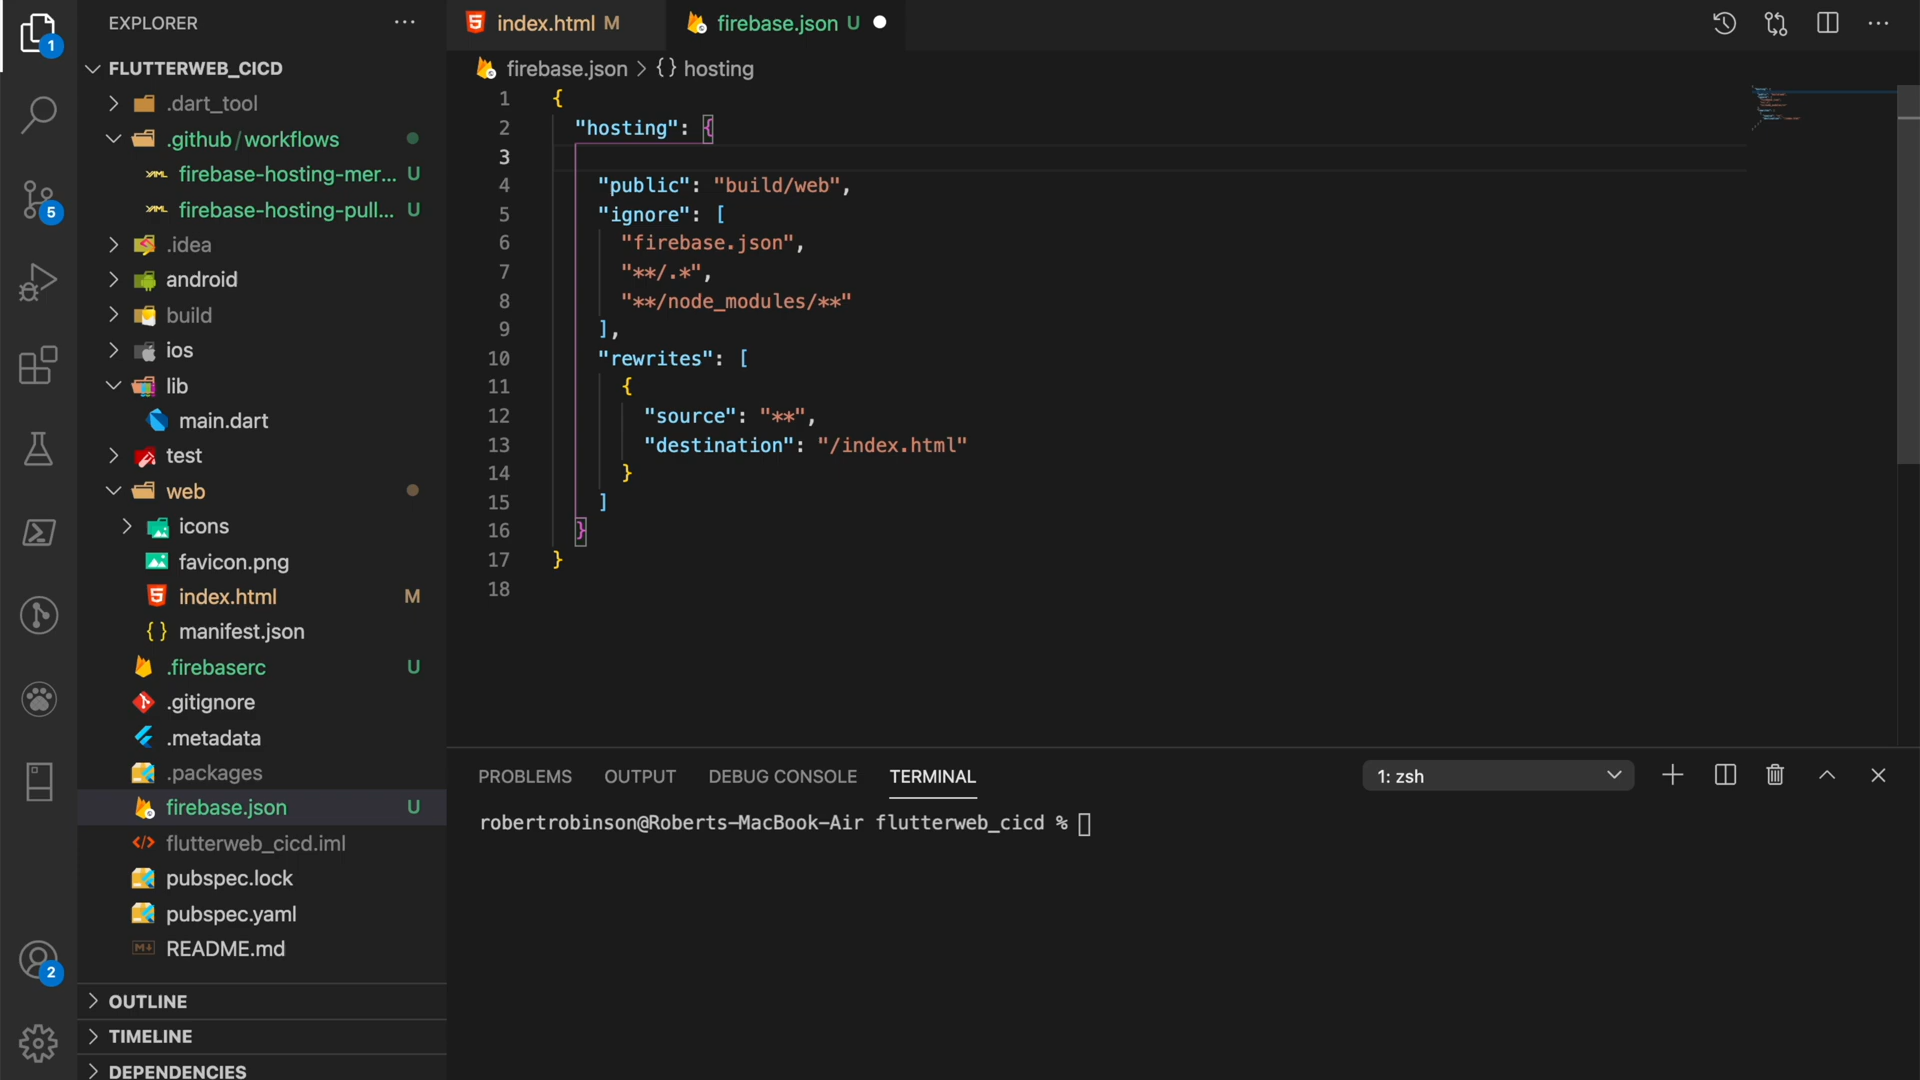 EXPLORER
FLUTTERWEB_CICD
.dart_tool
.github/workflows
firebase-hosting-mer... U
firebase-hosting-pull... U
.idea
android
build
ios
lib
main.dart
test
web
icons
favicon.png
index.html M
manifest.json
.firebaserc U
.gitignore
.metadata
.packages
firebase.json U
flutterweb_cicd.iml
pubspec.lock
pubspec.yaml
README.md
OUTLINE
TIMELINE
DEPENDENCIES
1
5
2
index.html M
firebase.json U
firebase.json > {} hosting
1 {
2 "hosting": {
3
4 "public": "build/web",
5 "ignore": [
6 "firebase.json",
7 "**/.*",
8 "**/node_modules/**"
9 ],
10 "rewrites": [
11 {
12 "source": "**",
13 "destination": "/index.html"
14 }
15 ]
16 }
17 }
18
PROBLEMS OUTPUT DEBUG CONSOLE TERMINAL 1: zsh
robertrobinson@Roberts-MacBook-Air flutterweb_cicd %